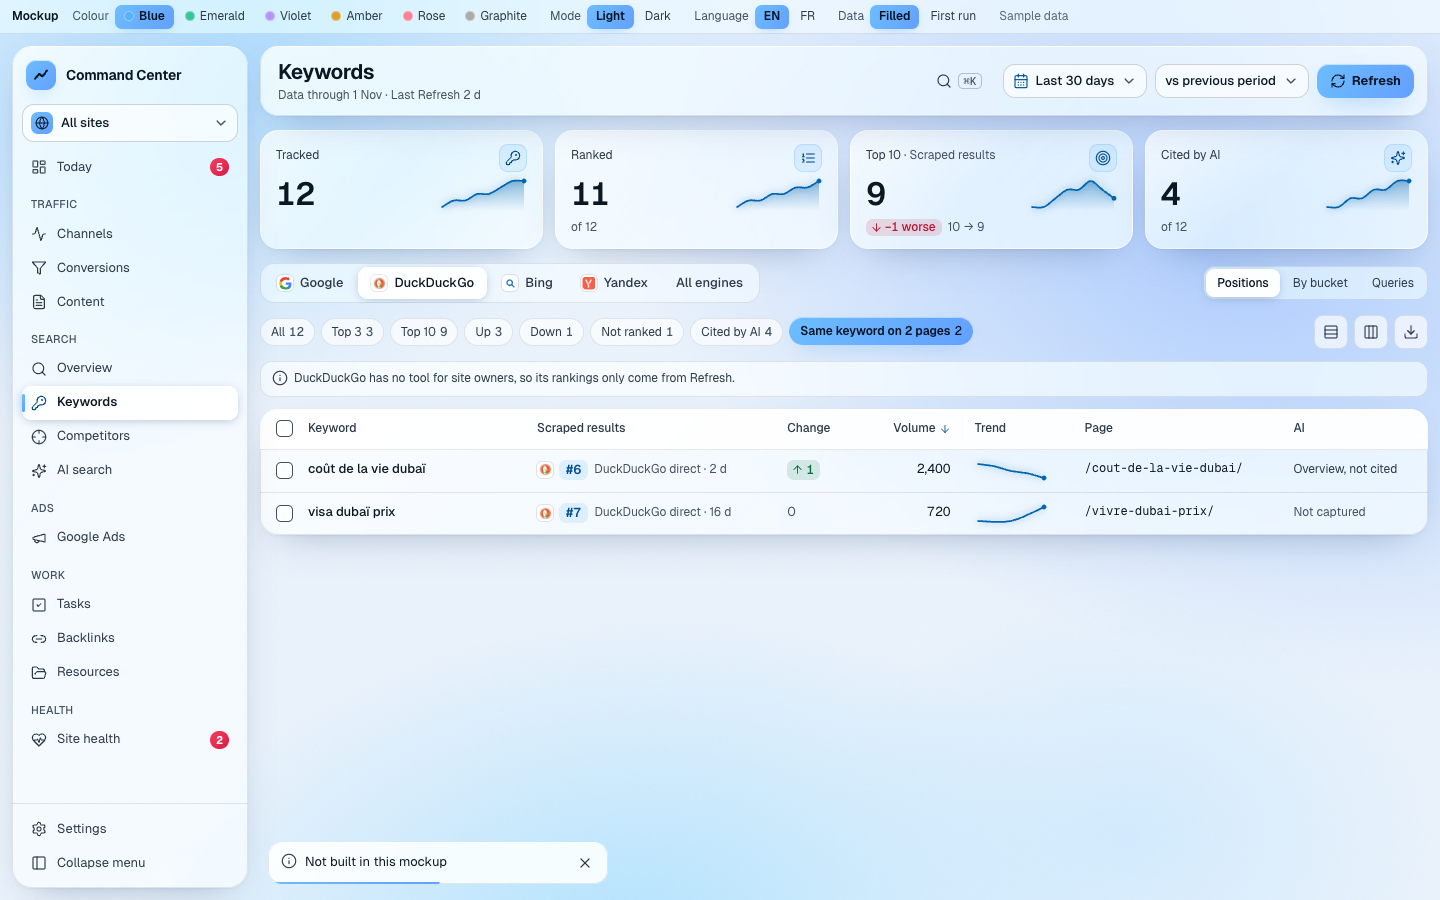 Mockup Colour Blue Emerald Violet Amber Rose Graphite Mode Light Dark Language EN FR Data Filled First run Sample data
Command Center
All sites
Today 5
TRAFFIC
Channels
Conversions
Content
SEARCH
Overview
Keywords
Competitors
AI search
ADS
Google Ads
WORK
Tasks
Backlinks
Resources
HEALTH
Site health 2
Settings
Collapse menu
Keywords
Data through 1 Nov · Last Refresh 2 d
⌘K Last 30 days vs previous period Refresh
Tracked
12
Ranked
11
of 12
Top 10 · Scraped results
9
↓ −1 worse 10 → 9
Cited by AI
4
of 12
Google DuckDuckGo Bing Yandex All engines
Positions By bucket Queries
All 12 Top 3 3 Top 10 9 Up 3 Down 1 Not ranked 1 Cited by AI 4 Same keyword on 2 pages 2
DuckDuckGo has no tool for site owners, so its rankings only come from Refresh.
Keyword Scraped results Change Volume ↓ Trend Page AI
coût de la vie dubaï #6 DuckDuckGo direct · 2 d ↑ 1 2,400 /cout-de-la-vie-dubai/ Overview, not cited
visa dubaï prix #7 DuckDuckGo direct · 16 d 0 720 /vivre-dubai-prix/ Not captured
Not built in this mockup